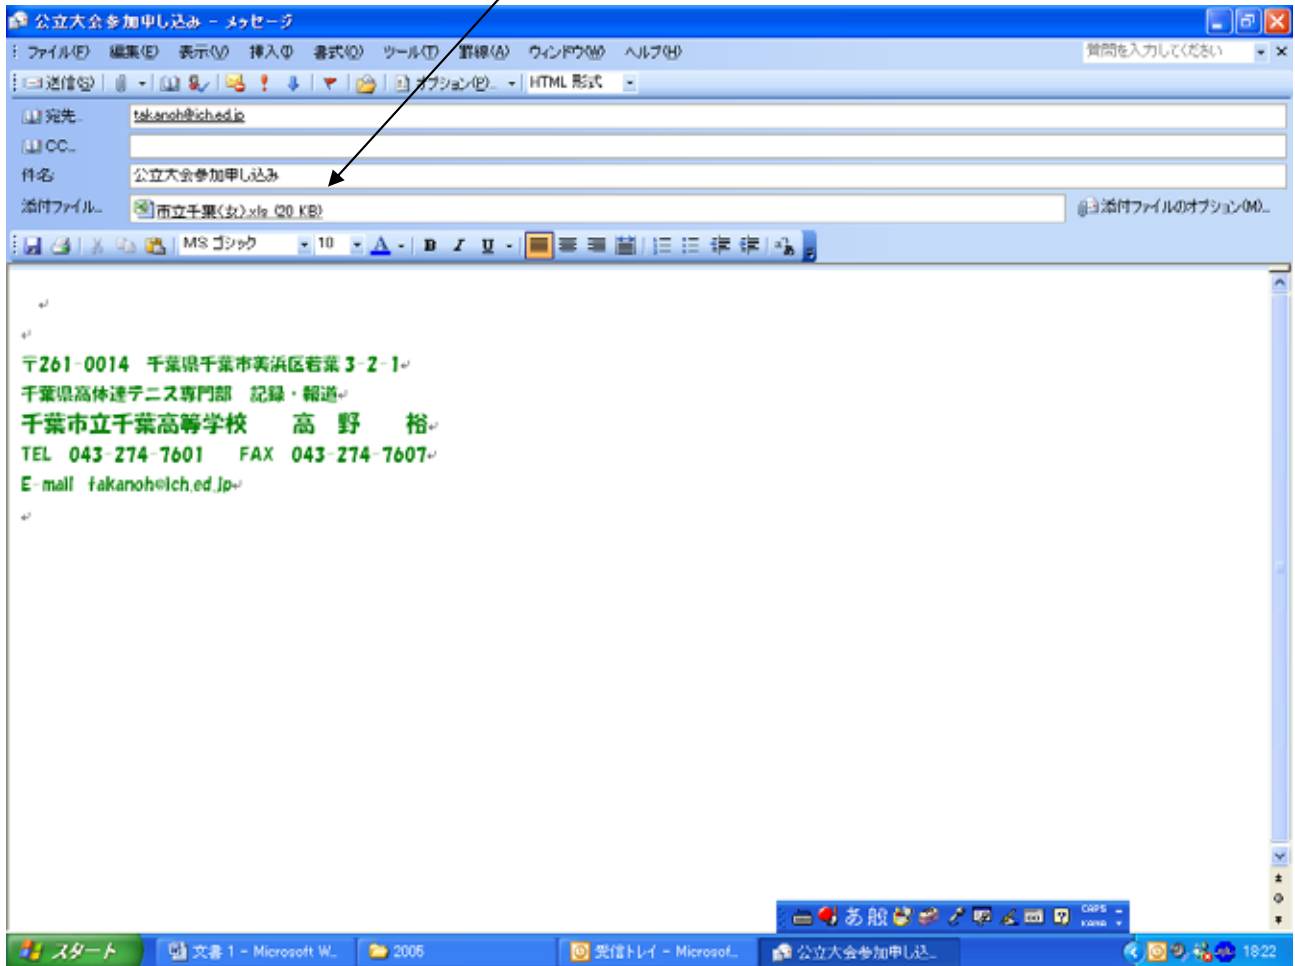 公立大会参加申し込み - メッセージ
ファイル(F) 編集(E) 表示(V) 挿入(I) 書式(O) ツール(T) 罫線(A) ウィンドウ(W) ヘルプ(H) 質問を入力してください
送信(S) オプション(P)... HTML 形式
宛先... takanoh@ich.ed.jp
CC...
件名: 公立大会参加申し込み
添付ファイル... 市立千葉(女).xls (20 KB) 添付ファイルのオプション(M)...
MS ゴシック 10 A B I U
〒261-0014 千葉県千葉市美浜区若葉 3-2-1
千葉県高体連テニス専門部 記録・報道
千葉市立千葉高等学校 高 野 裕
TEL 043-274-7601 FAX 043-274-7607
E-mail takanoh@ich.ed.jp
あ 般 CAPS KANA
スタート 文書 1 - Microsoft W... 2005 受信トレイ - Microsof... 公立大会参加申し込... 18:22